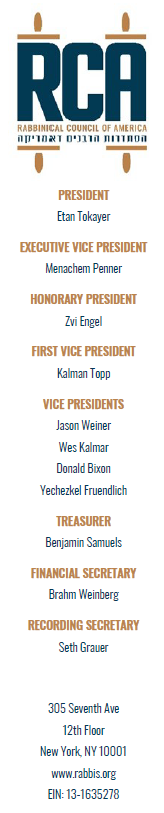 RCA
RABBINICAL COUNCIL OF AMERICA
הסתדרות הרבנים דאמריקה
PRESIDENT
Etan Tokayer
EXECUTIVE VICE PRESIDENT
Menachem Penner
HONORARY PRESIDENT
Zvi Engel
FIRST VICE PRESIDENT
Kalman Topp
VICE PRESIDENTS
Jason Weiner
Wes Kalmar
Donald Bixon
Yechezkel Fruendlich
TREASURER
Benjamin Samuels
FINANCIAL SECRETARY
Brahm Weinberg
RECORDING SECRETARY
Seth Grauer
305 Seventh Ave
12th Floor
New York, NY 10001
www.rabbis.org
EIN: 13-1635278